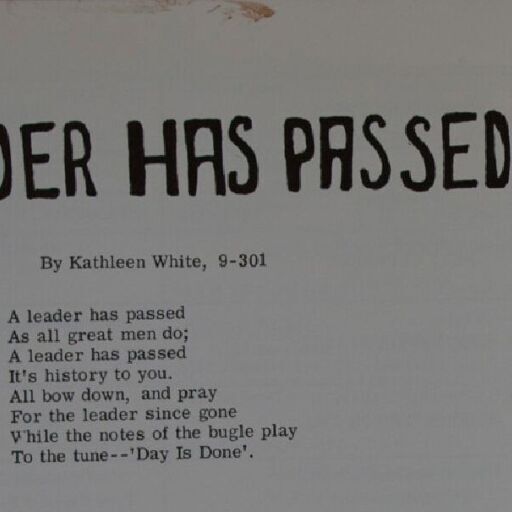 DER HAS PASSED
By Kathleen White, 9-301
A leader has passed
As all great men do;
A leader has passed
It's history to you.
All bow down, and pray
For the leader since gone
While the notes of the bugle play
To the tune--'Day Is Done'.